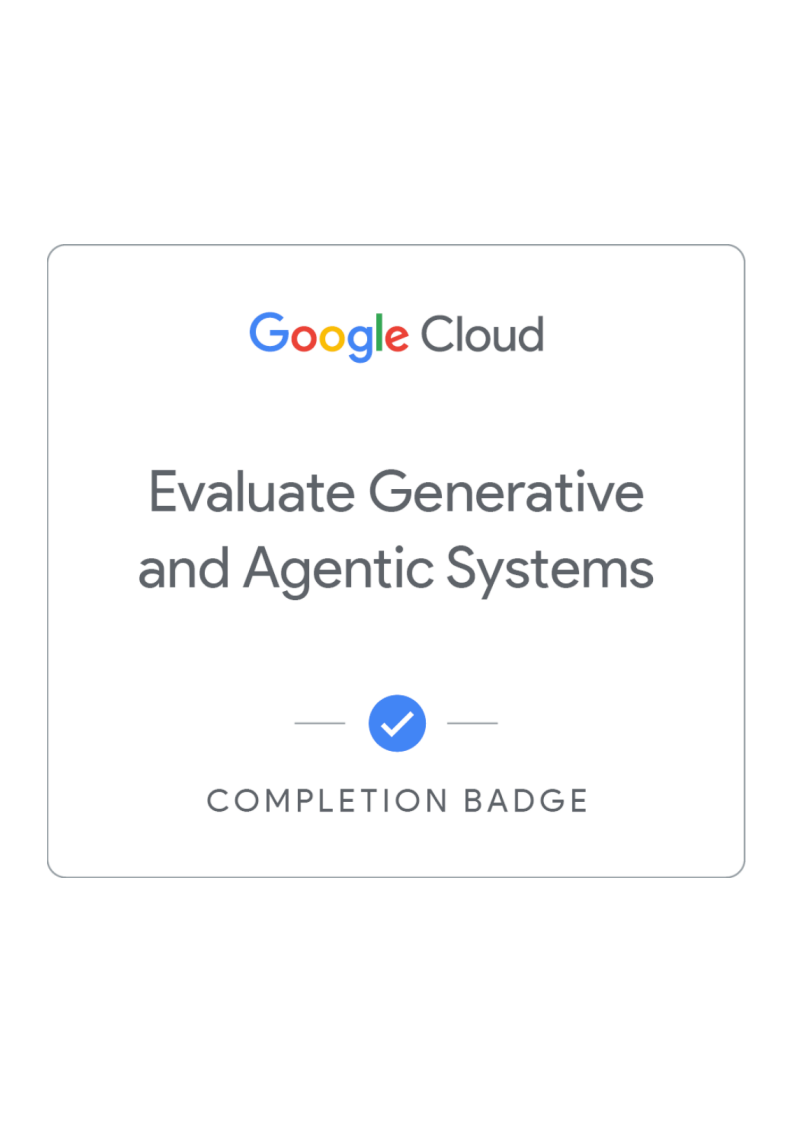 Google Cloud
Evaluate Generative
and Agentic Systems
COMPLETION BADGE